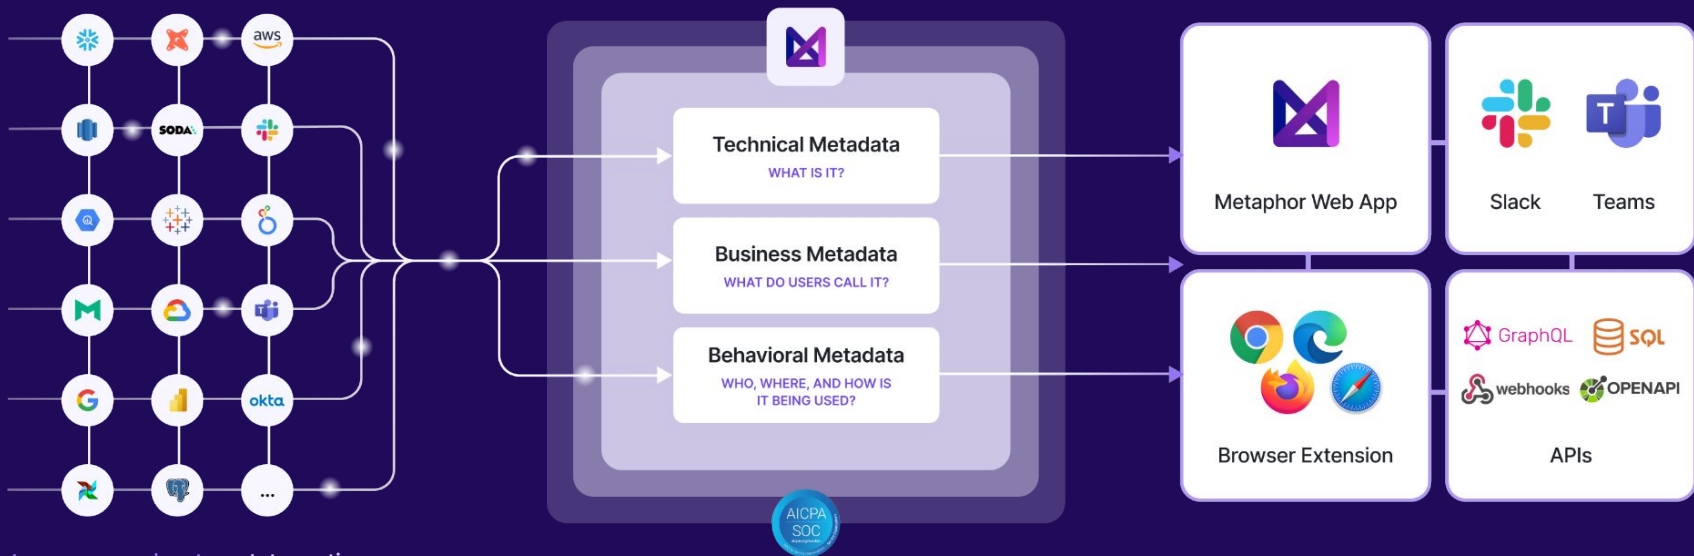 aws
SODA
okta
...
Technical Metadata
WHAT IS IT?
Business Metadata
WHAT DO USERS CALL IT?
Behavioral Metadata
WHO, WHERE, AND HOW IS
IT BEING USED?
AICPA
SOC
Metaphor Web App
T
Slack
Teams
Browser Extension
GraphQL
SQL
webhooks
OPENAPI
APIs